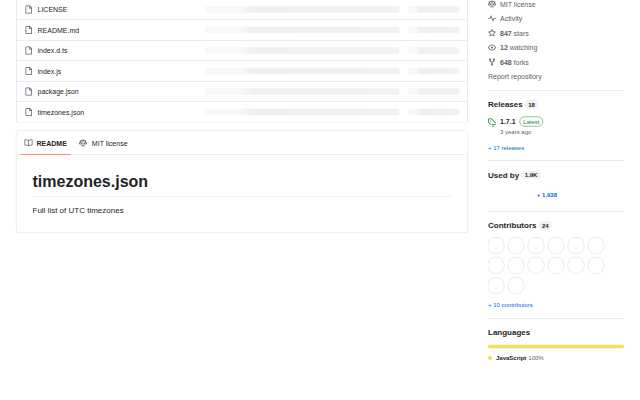 LICENSE
README.md
index.d.ts
index.js
package.json
timezones.json
README
MIT license
timezones.json
Full list of UTC timezones
MIT license
Activity
847 stars
12 watching
648 forks
Report repository
Releases 18
1.7.1 Latest
3 years ago
+ 17 releases
Used by 1.9K
+ 1,938
Contributors 24
+ 10 contributors
Languages
JavaScript 100%